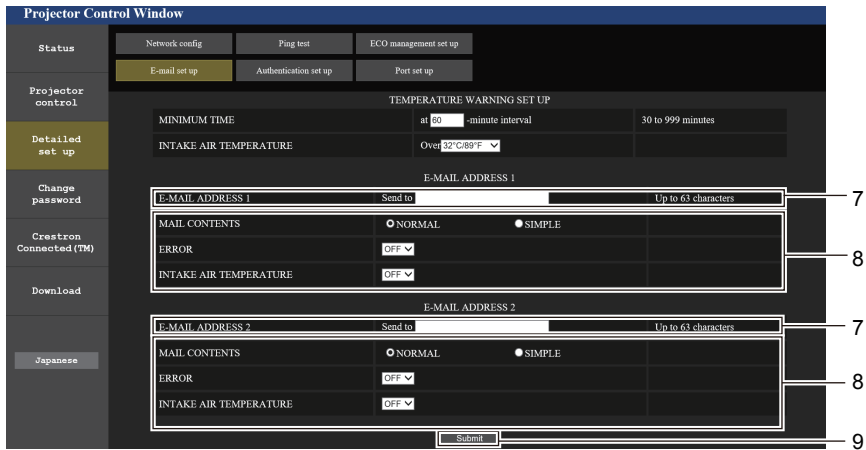 Projector Control Window
Status
Projector
control
Detailed
set up
Change
password
Crestron
Connected(TM)
Download
Japanese
Network config Ping test ECO management set up
E-mail set up Authentication set up Port set up
TEMPERATURE WARNING SET UP
MINIMUM TIME at 60 -minute interval 30 to 999 minutes
INTAKE AIR TEMPERATURE Over 32°C/89°F
E-MAIL ADDRESS 1
E-MAIL ADDRESS 1 Send to Up to 63 characters 7
MAIL CONTENTS NORMAL SIMPLE
ERROR OFF 8
INTAKE AIR TEMPERATURE OFF
E-MAIL ADDRESS 2
E-MAIL ADDRESS 2 Send to Up to 63 characters 7
MAIL CONTENTS NORMAL SIMPLE
ERROR OFF 8
INTAKE AIR TEMPERATURE OFF
Submit 9